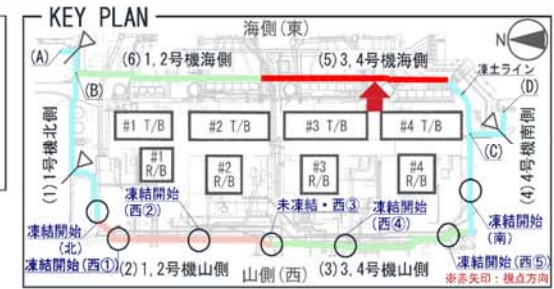 KEY PLAN
海側(東)
N
(A)
(6)1,2号機海側
(5)3,4号機海側
凍土ライン
(B)
(D)
#1 T/B
#2 T/B
#3 T/B
#4 T/B
(C)
(1)1号機北側
(4)4号機南側
#1
R/B
#2
R/B
#3
R/B
#4
R/B
凍結開始
(西②)
未凍結・西③
凍結開始
(西④)
凍結開始
(南)
凍結開始
(北)
凍結開始(西①)
(2)1,2号機山側
山側(西)
(3)3,4号機山側
凍結開始(西⑤)
※赤矢印:視点方向